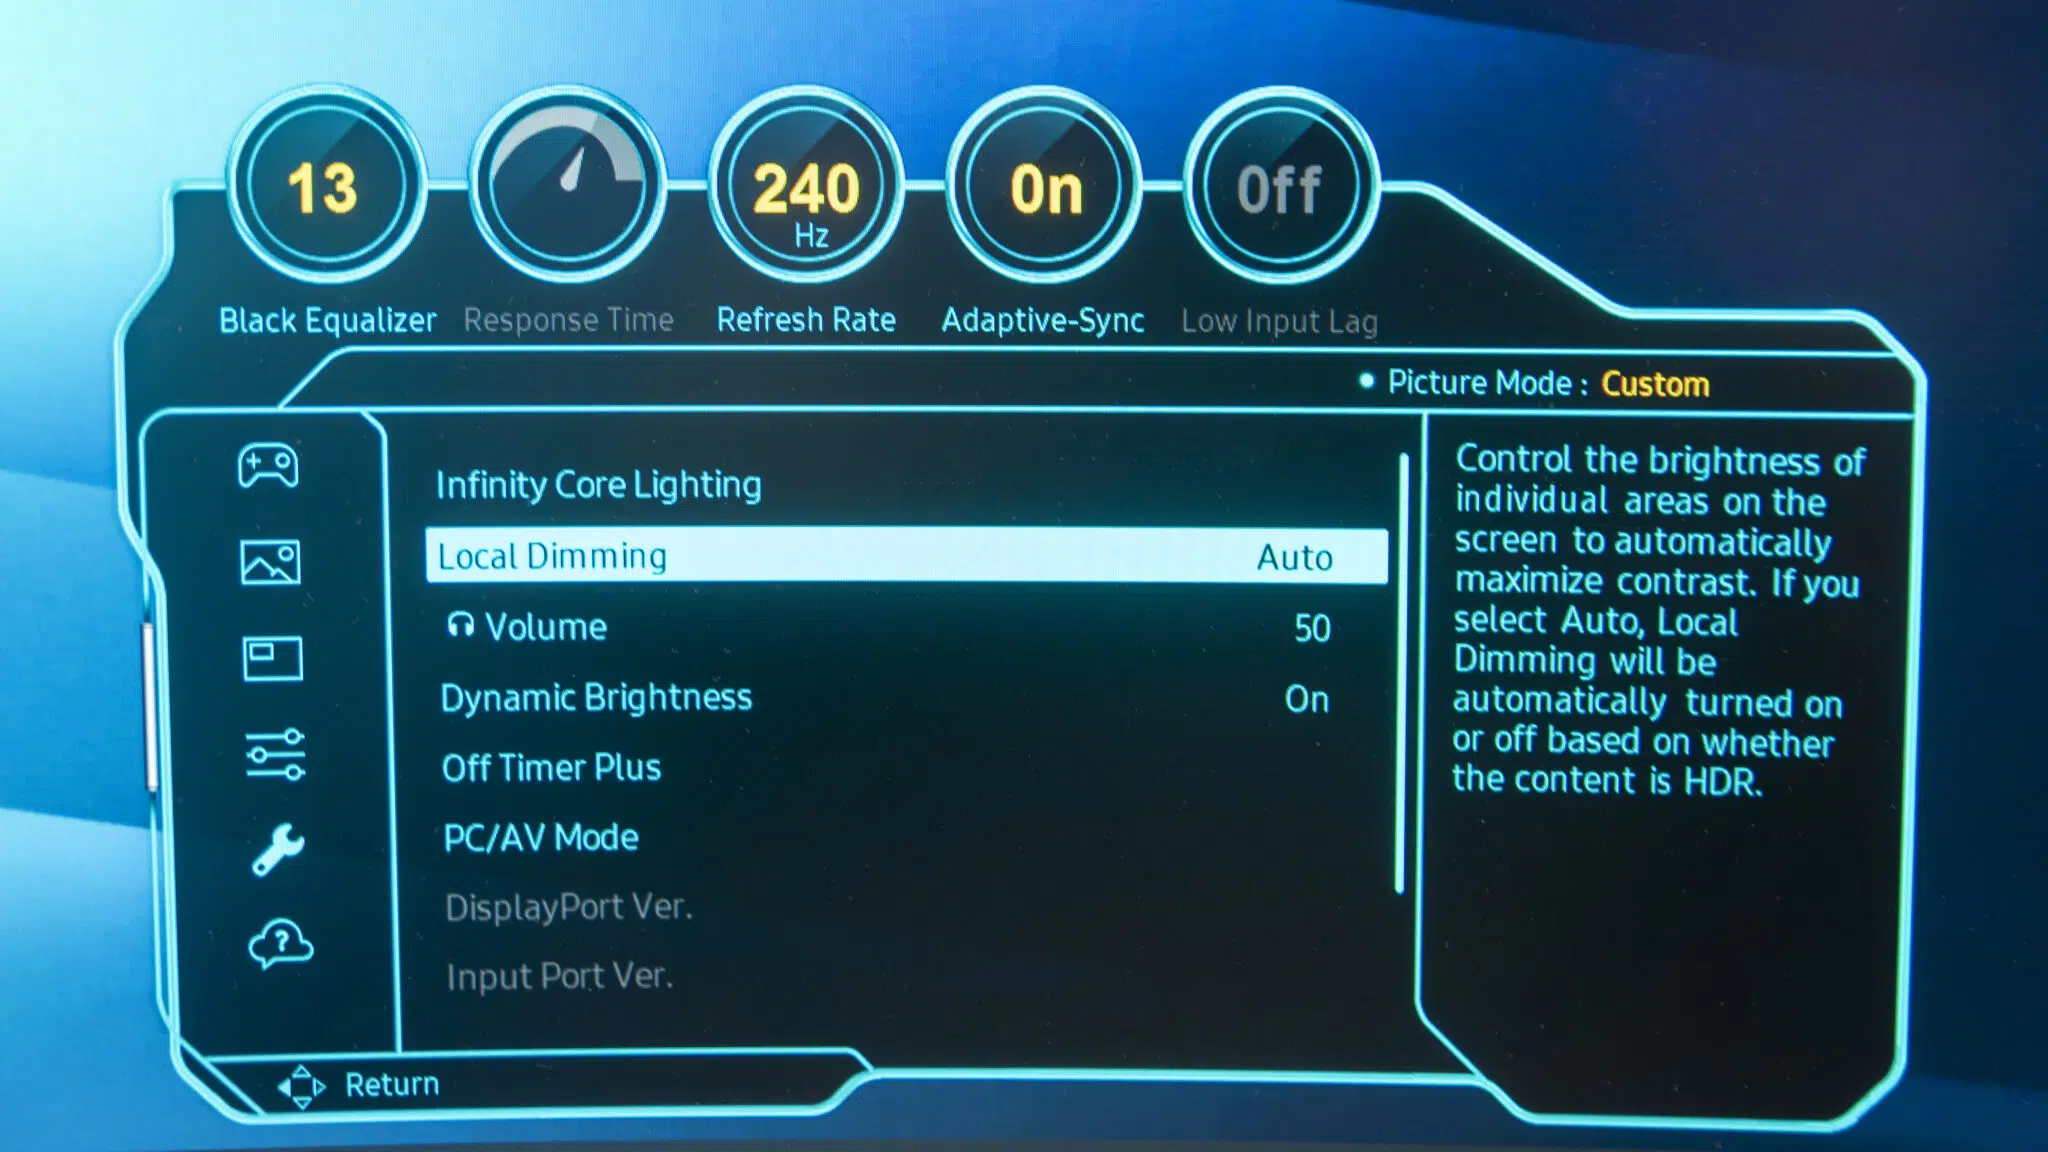 13
240
Hz
On
Off
Black Equalizer
Response Time
Refresh Rate
Adaptive-Sync
Low Input Lag
Picture Mode : Custom
Infinity Core Lighting
Local Dimming Auto
Volume 50
Dynamic Brightness On
Off Timer Plus
PC/AV Mode
DisplayPort Ver.
Input Port Ver.
Control the brightness of
individual areas on the
screen to automatically
maximize contrast. If you
select Auto, Local
Dimming will be
automatically turned on
or off based on whether
the content is HDR.
Return